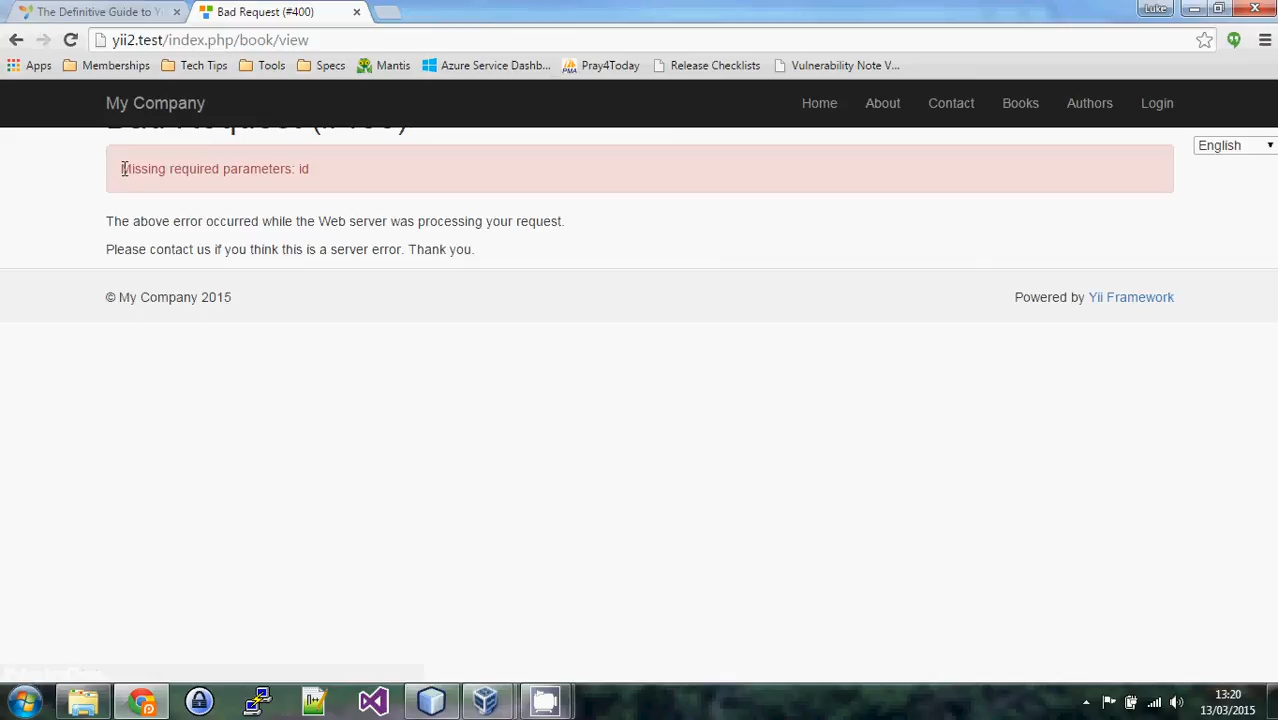 The Definitive Guide to Yi
Bad Request (#400)
Luke
yii2.test/index.php/book/view
Apps
Memberships
Tech Tips
Tools
Specs
Mantis
Azure Service Dashb...
Pray4Today
Release Checklists
Vulnerability Note V...
My Company
Home
About
Contact
Books
Authors
Login
Bad Request (#400)
English
Missing required parameters: id
The above error occurred while the Web server was processing your request.
Please contact us if you think this is a server error. Thank you.
© My Company 2015
Powered by Yii Framework
13:20
13/03/2015